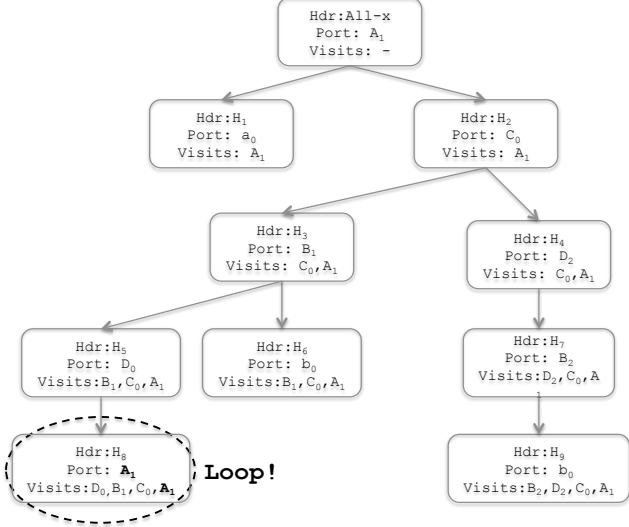 Hdr:All-x
Port: A₁
Visits: -
Hdr:H₁
Port: a₀
Visits: A₁
Hdr:H₂
Port: C₀
Visits: A₁
Hdr:H₃
Port: B₁
Visits: C₀,A₁
Hdr:H₄
Port: D₂
Visits: C₀,A₁
Hdr:H₅
Port: D₀
Visits:B₁,C₀,A₁
Hdr:H₆
Port: b₀
Visits:B₁,C₀,A₁
Hdr:H₇
Port: B₂
Visits:D₂,C₀,A
₁
Hdr:H₈
Port: A₁
Visits:D₀,B₁,C₀,A₁
Loop!
Hdr:H₉
Port: b₀
Visits:B₂,D₂,C₀,A₁